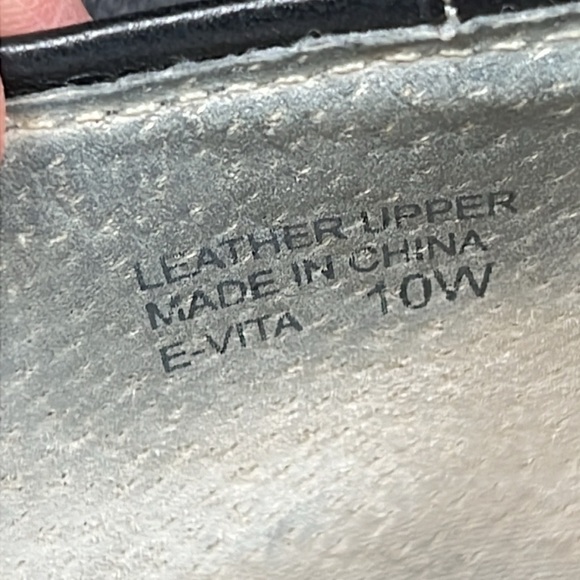 LEATHER UPPER
MADE IN CHINA
E-VITA 10W